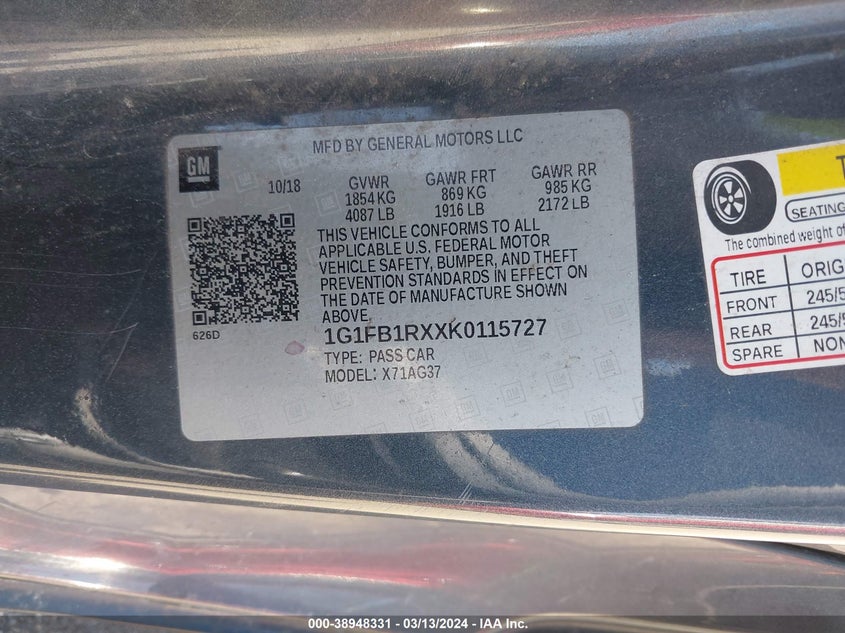 MFD BY GENERAL MOTORS LLC
GM
10/18
GVWR GAWR FRT GAWR RR
1854 KG 869 KG 985 KG
4087 LB 1916 LB 2172 LB
THIS VEHICLE CONFORMS TO ALL
APPLICABLE U.S. FEDERAL MOTOR
VEHICLE SAFETY, BUMPER, AND THEFT
PREVENTION STANDARDS IN EFFECT ON
THE DATE OF MANUFACTURE SHOWN
ABOVE.
626D
1G1FB1RXXK0115727
TYPE: PASS CAR
MODEL: X71AG37
SEATING
The combined weight of
TIRE ORIG
FRONT 245/5
REAR 245/5
SPARE NON
000-38948331 / 03/13/2024 - IAA Inc.